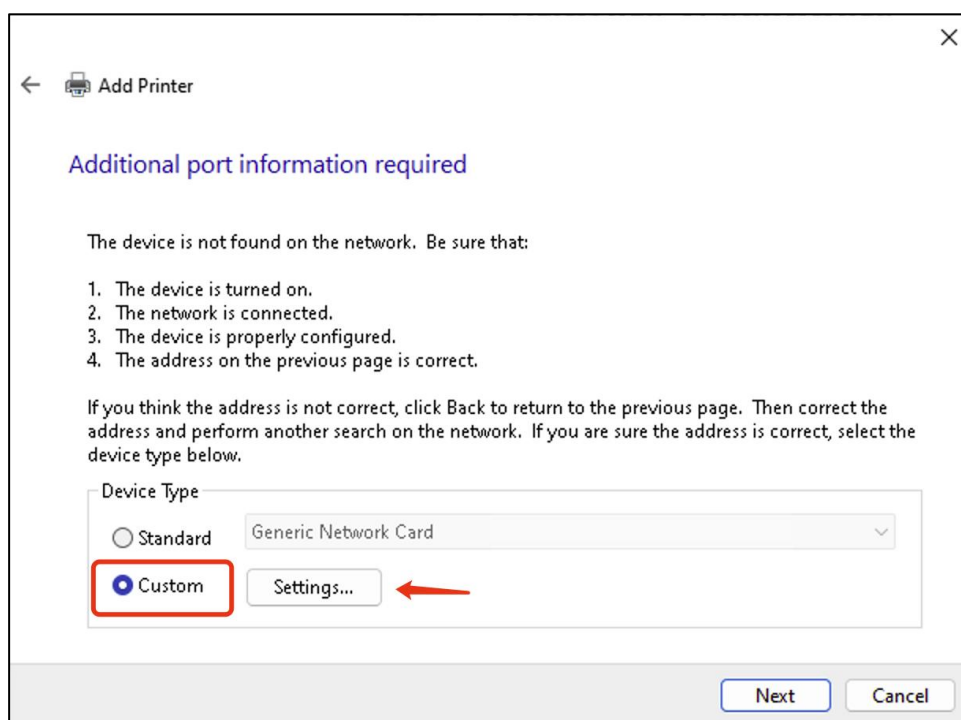 Add Printer
Additional port information required
The device is not found on the network. Be sure that:
1. The device is turned on.
2. The network is connected.
3. The device is properly configured.
4. The address on the previous page is correct.
If you think the address is not correct, click Back to return to the previous page. Then correct the
address and perform another search on the network. If you are sure the address is correct, select the
device type below.
Device Type
Standard Generic Network Card
Custom Settings...
Next Cancel